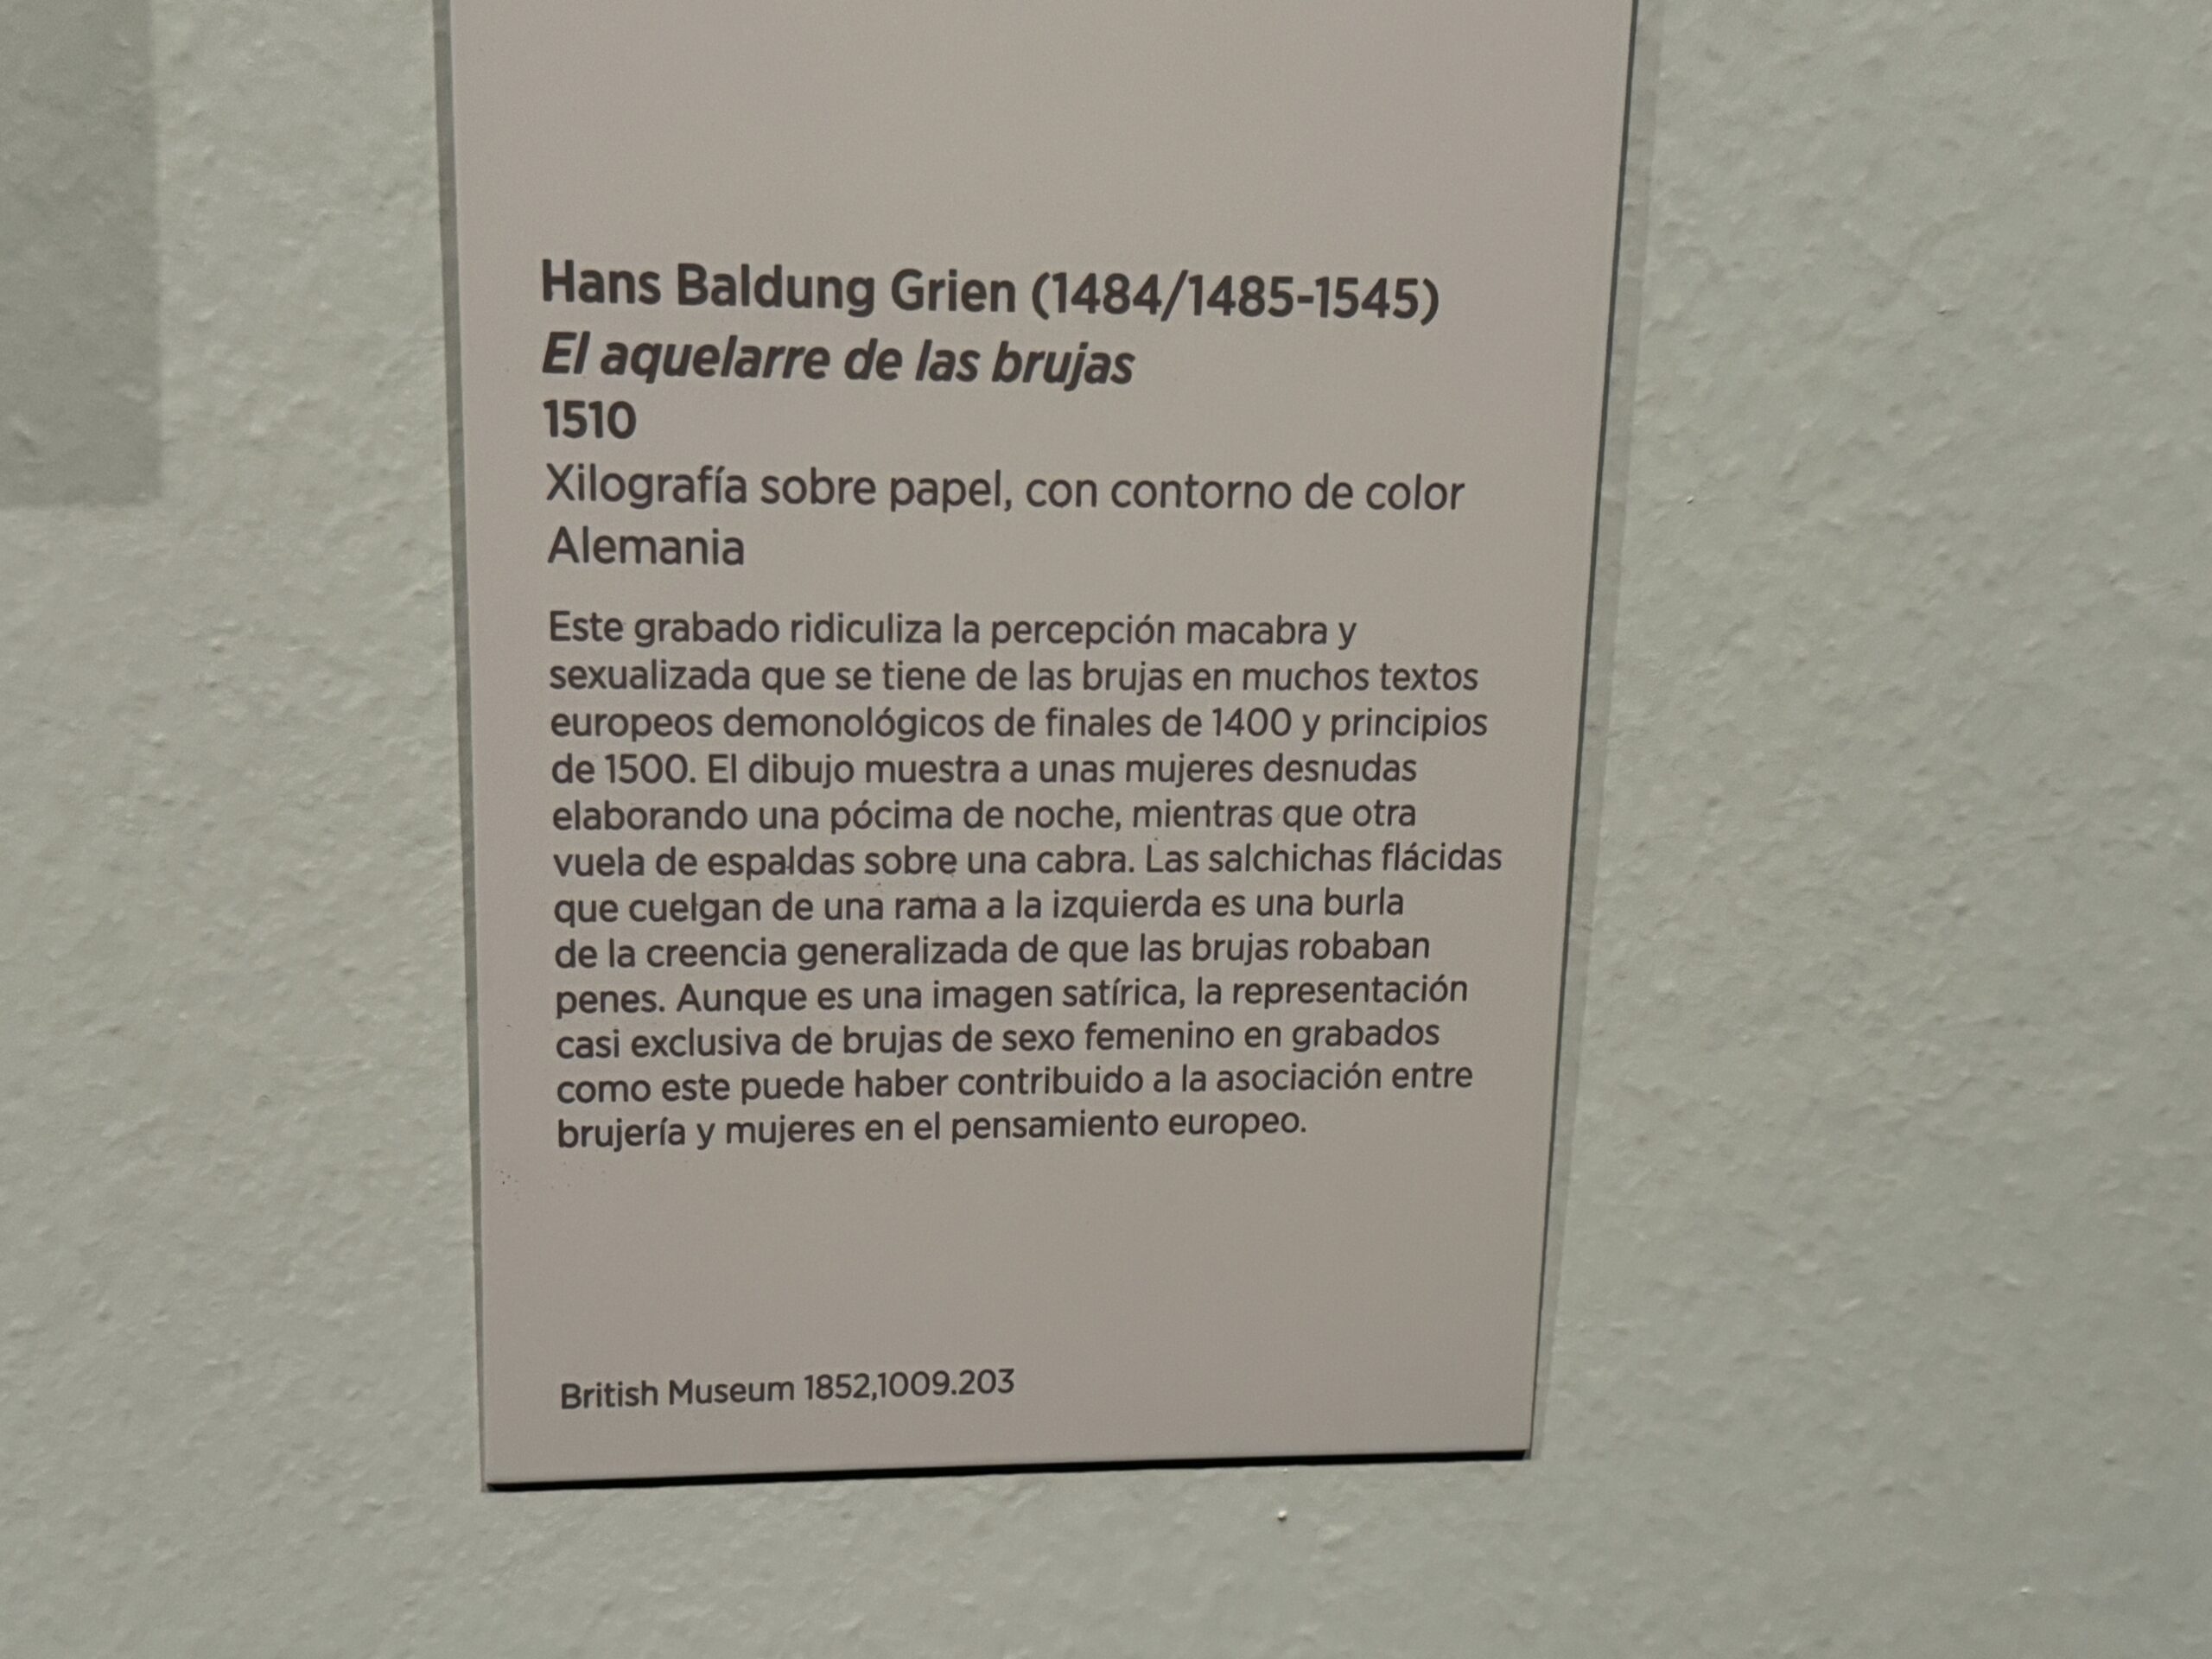 Hans Baldung Grien (1484/1485-1545)
El aquelarre de las brujas
1510
Xilografía sobre papel, con contorno de color
Alemania
Este grabado ridiculiza la percepción macabra y
sexualizada que se tiene de las brujas en muchos textos
europeos demonológicos de finales de 1400 y principios
de 1500. El dibujo muestra a unas mujeres desnudas
elaborando una pócima de noche, mientras que otra
vuela de espaldas sobre una cabra. Las salchichas flácidas
que cuelgan de una rama a la izquierda es una burla
de la creencia generalizada de que las brujas robaban
penes. Aunque es una imagen satírica, la representación
casi exclusiva de brujas de sexo femenino en grabados
como este puede haber contribuido a la asociación entre
brujería y mujeres en el pensamiento europeo.
British Museum 1852,1009.203